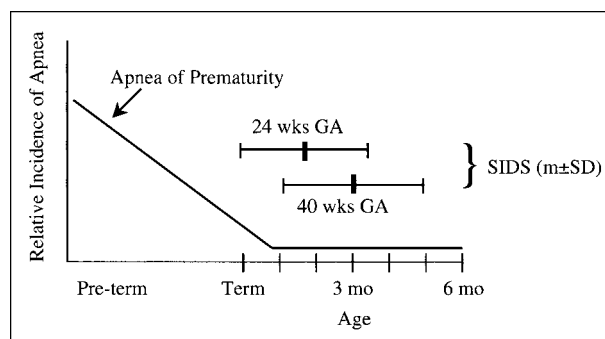 Relative Incidence of Apnea
Apnea of Prematurity
24 wks GA
SIDS (m±SD)
40 wks GA
Pre-term
Term
3 mo
6 mo
Age